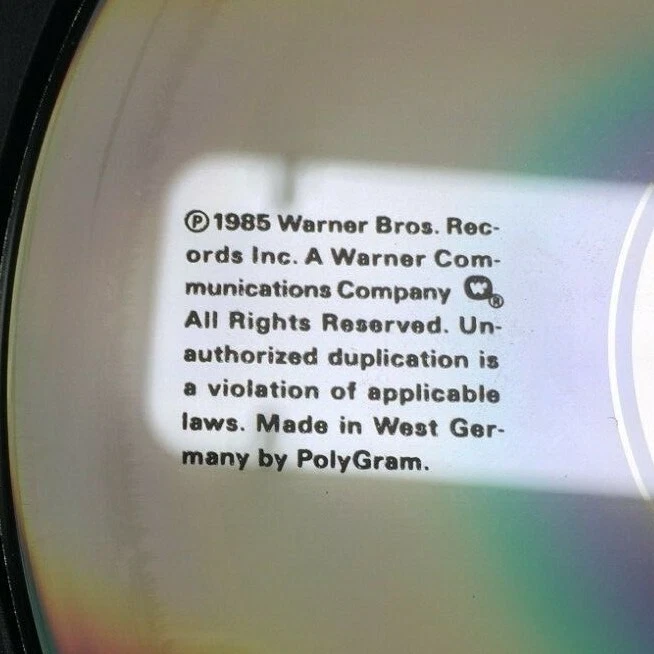 ℗1985 Warner Bros. Rec-
ords Inc. A Warner Com-
munications Company ®
All Rights Reserved. Un-
authorized duplication is
a violation of applicable
laws. Made in West Ger-
many by PolyGram.